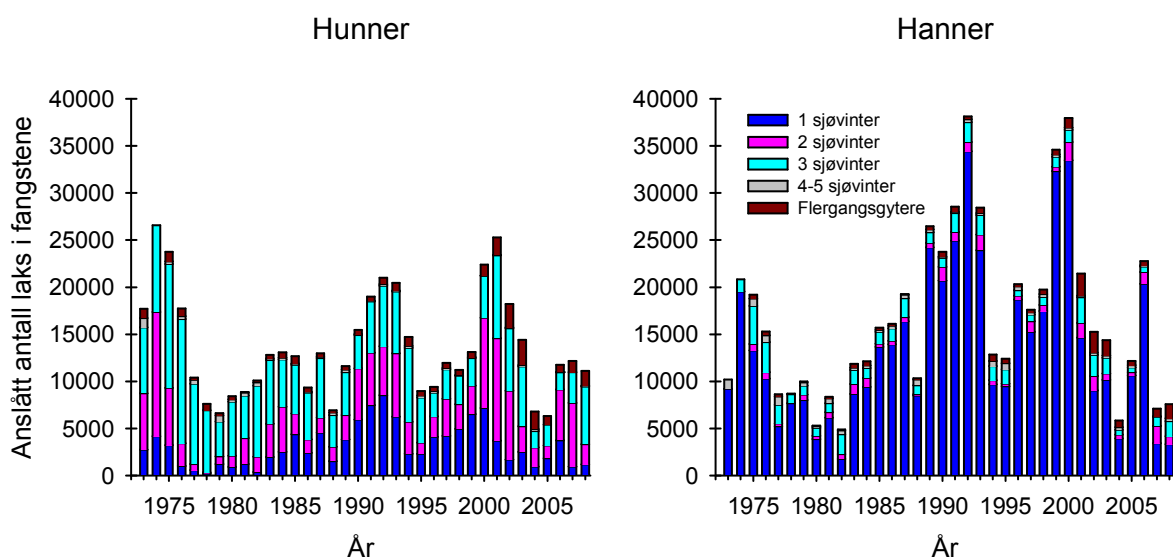 Hunner
Hanner
Anslått antall laks i fangstene
40000
35000
30000
25000
20000
15000
10000
5000
0
1975 1980 1985 1990 1995 2000 2005
År
40000
35000
30000
25000
20000
15000
10000
5000
0
1 sjøvinter
2 sjøvinter
3 sjøvinter
4-5 sjøvinter
Flergangsgytere
1975 1980 1985 1990 1995 2000 2005
År